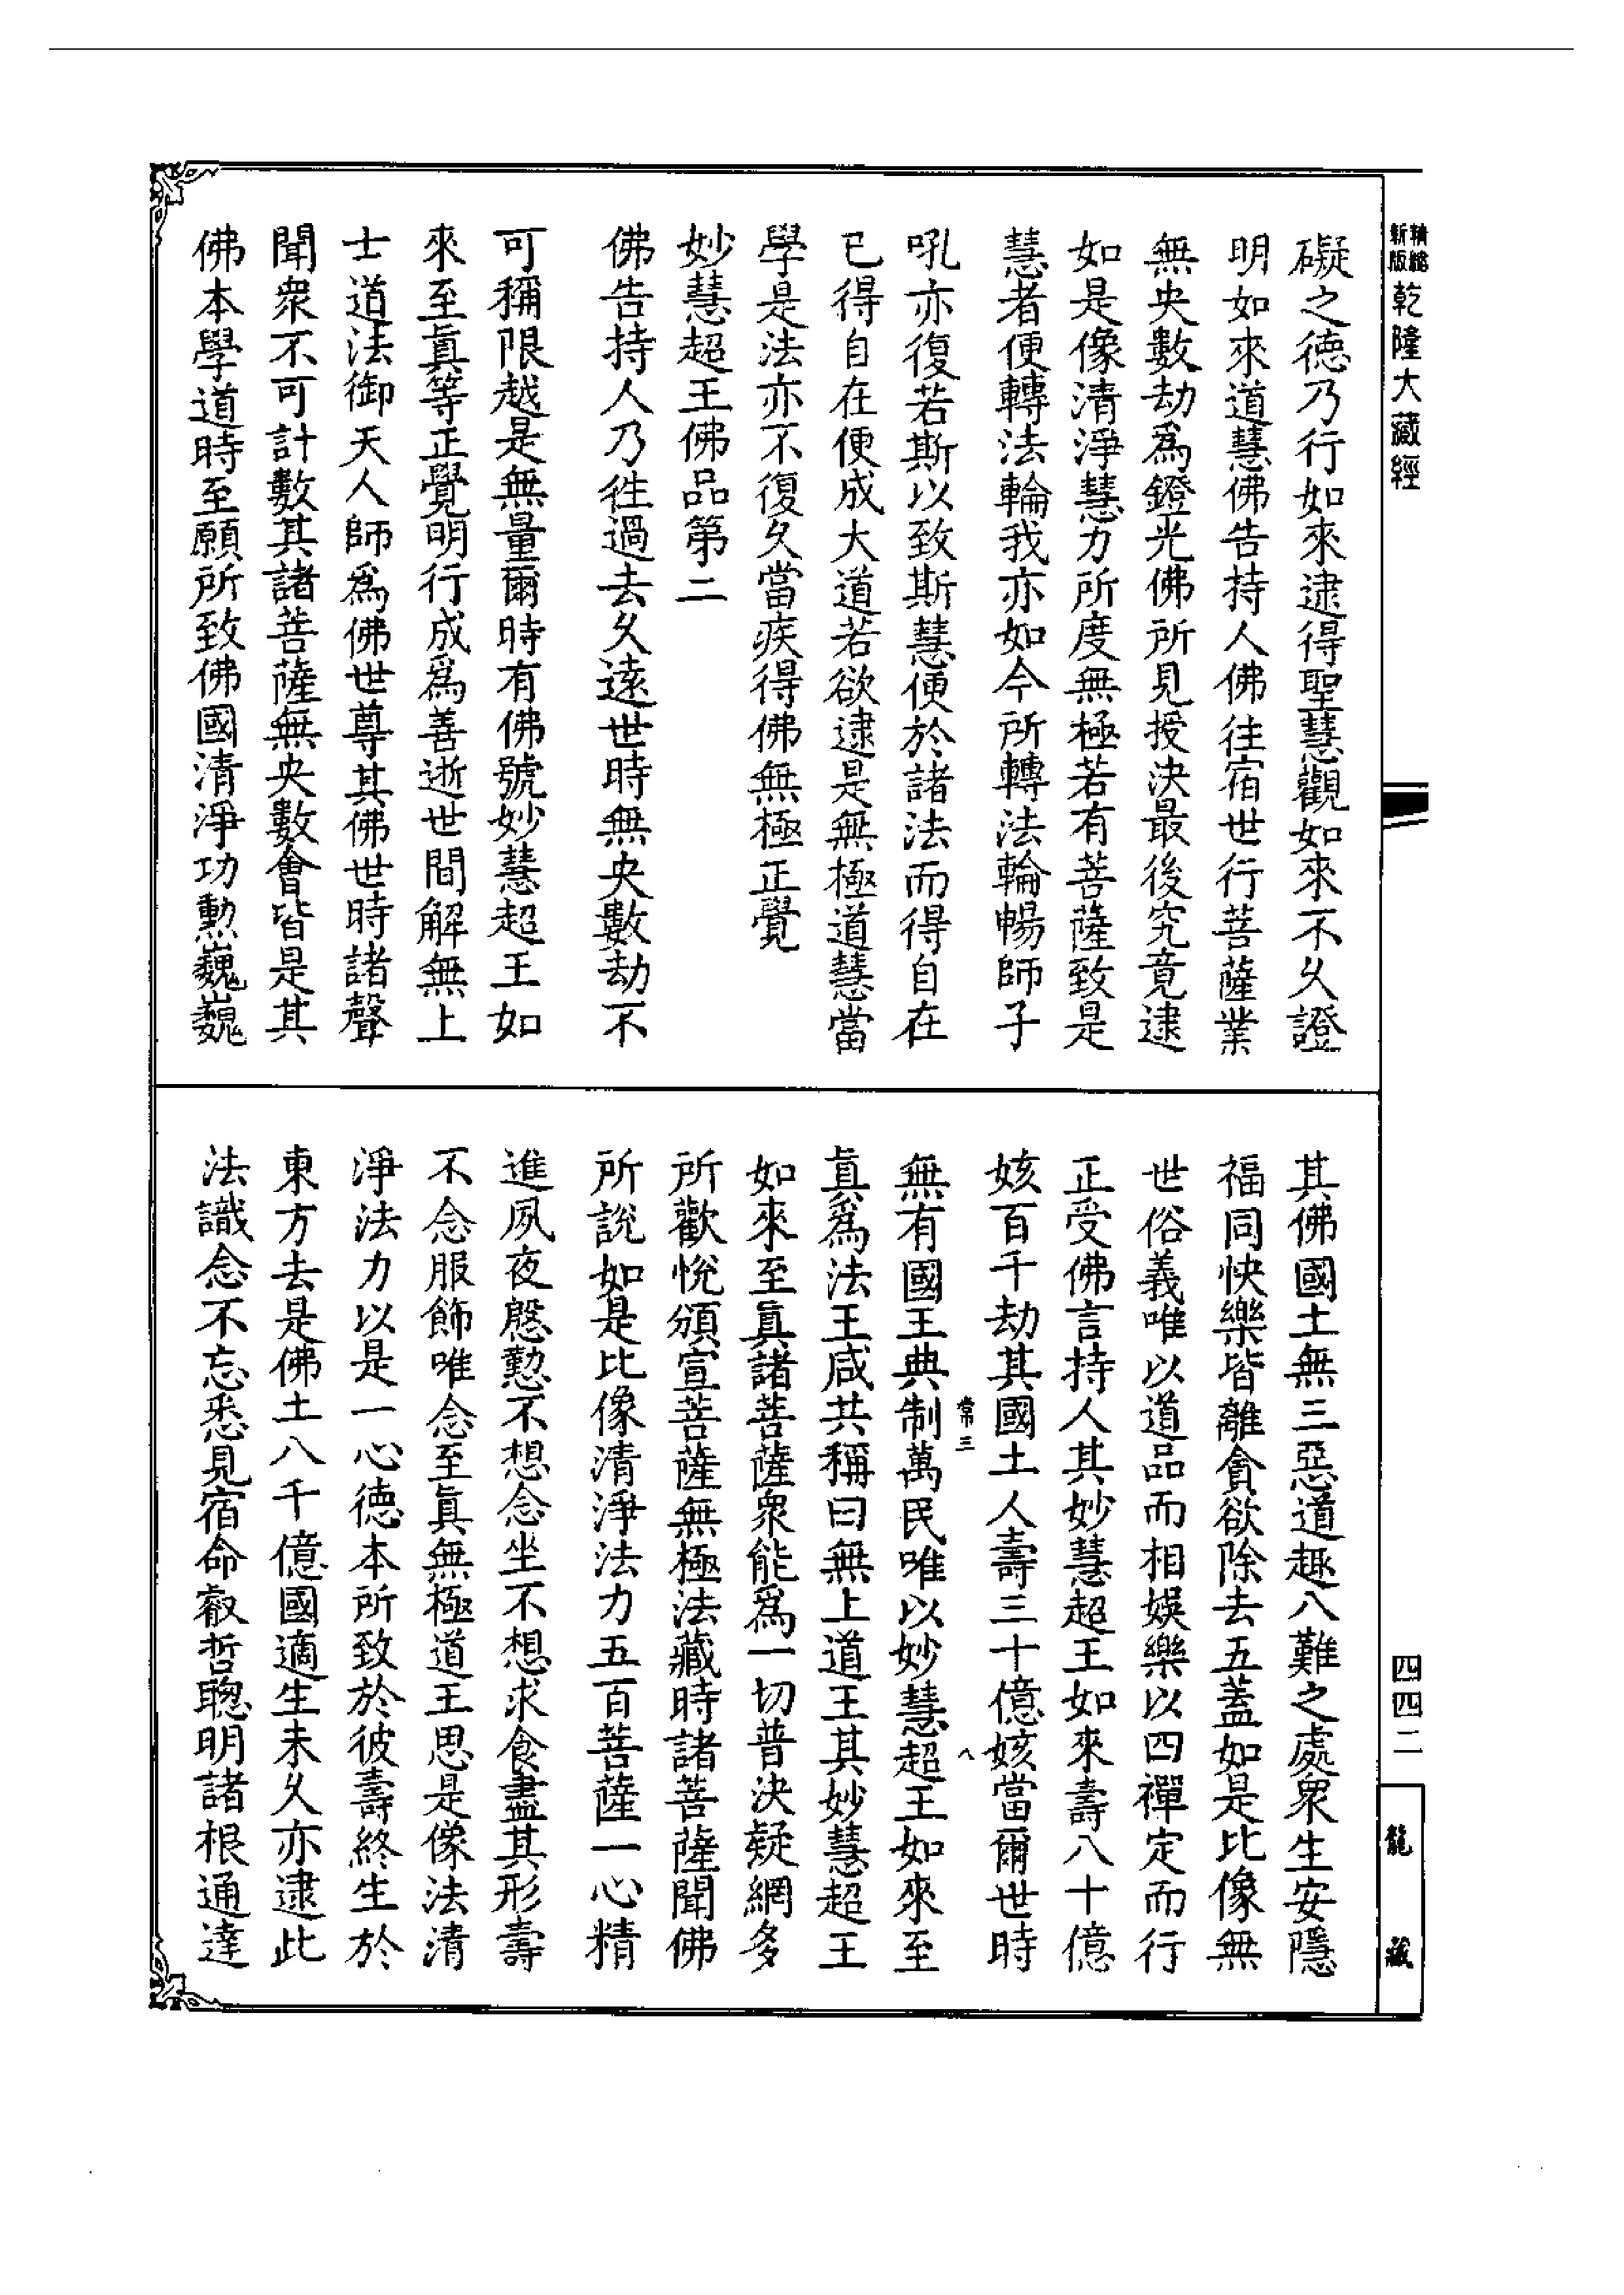 精縮新版乾隆大藏經
礙之德乃行如來逮得聖慧觀如來不久證
明如來道慧佛告持人佛往宿世行菩薩業
無央數劫爲鐙光佛所見授決最後究竟逮
如是像清淨慧力所度無極若有菩薩致是
慧者便轉法輪我亦如今所轉法輪暢師子
吼亦復若斯以致斯慧便於諸法而得自在
已得自在便成大道若欲逮是無極道慧當
學是法亦不復久當疾得佛無極正覺
妙慧超王佛品第二
佛告持人乃徃過去久遠世時無央數劫不
可稱限越是無量爾時有佛號妙慧超王如
來至眞等正覺明行成爲善逝世間解無上
士道法御天人師爲佛世尊其佛世時諸聲
聞衆不可計數其諸菩薩無央數會皆是其
佛本學道時至願所致佛國清淨功勲巍巍
其佛國土無三惡道趣八難之處衆生安隱
福同快樂皆離貪欲除去五蓋如是比像無
世俗義唯以道品而相娛樂以四禪定而行
正受佛言持人其妙慧超王如來壽八十億
姟百千劫其國土人壽三十億姟當爾世時
常三 八
無有國王典制萬民唯以妙慧超王如來至
眞爲法王咸共稱曰無上道王其妙慧超王
如來至眞諸菩薩衆能爲一切普決疑網多
所歡悅頒宣菩薩無極法藏時諸菩薩聞佛
所說如是比像清淨法力五百菩薩一心精
進夙夜慇懃不想念坐不想求食盡其形壽
不念服飾唯念至眞無極道王思是像法清
淨法力以是一心德本所致於彼壽終生於
東方去是佛土八千億國適生未久亦逮此
法識念不忘悉見宿命叡哲聰明諸根通達
四四二
龍藏